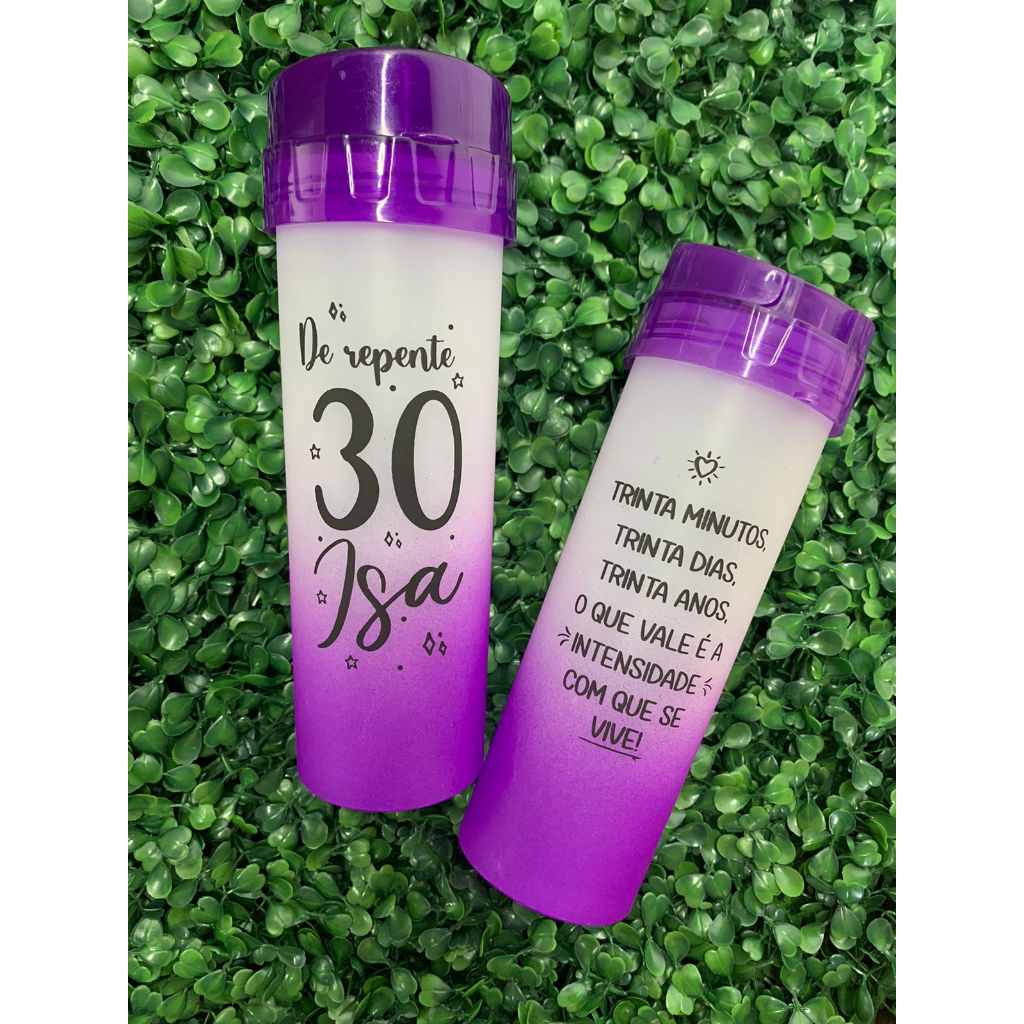 De repente
30
Isa
TRINTA MINUTOS,
TRINTA DIAS,
TRINTA ANOS,
O QUE VALE É A
INTENSIDADE
COM QUE SE
VIVE!